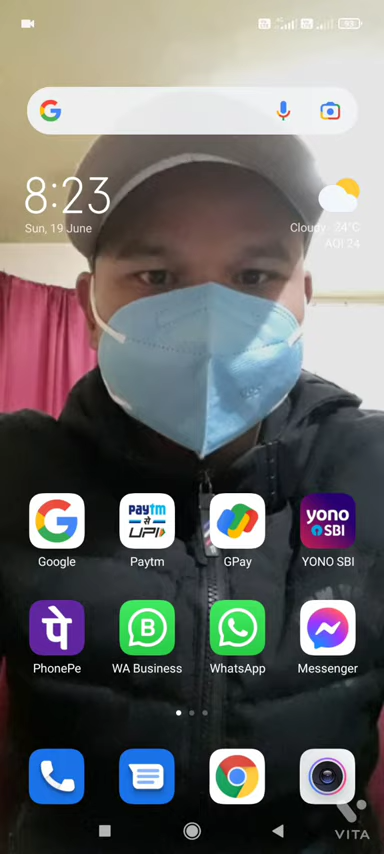 8:23
Sun, 19 June
Cloudy 24°C
AQI 24
paytm
से
UPI
yono
SBI
Google
Paytm
GPay
YONO SBI
पे
B
PhonePe
WA Business
WhatsApp
Messenger
VITA